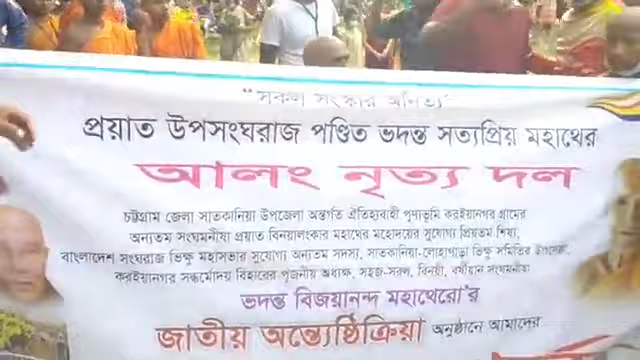 “সকল সংস্কার অনিত্য”
প্রয়াত উপসংঘরাজ পণ্ডিত ভদন্ত সত্যপ্রিয় মহাথের
আলং নৃত্য দল
চট্টগ্রাম জেলা সাতকানিয়া উপজেলা অন্তর্গত ঐতিহ্যবাহী পূণ্যভূমি করইয়ানগর গ্রামের
অন্যতম সংঘমনীষা প্রয়াত বিনয়ালংকার মহাথের মহোদয়ের সুযোগ্য প্রিয়তম শিষ্য,
বাংলাদেশ সংঘরাজ ভিক্ষু মহাসভার সুযোগ্য অন্যতম সদস্য, সাতকানিয়া-লোহাগাড়া ভিক্ষু সমিতির উপদেষ্টা,
করইয়ানগর সদ্ধর্মোদয় বিহারের পূজনীয় অধ্যক্ষ, সহজ-সরল, বিনয়ী, বর্ষীয়ান সংঘমনীষা
ভদন্ত বিজয়ানন্দ মহাথেরো'র
জাতীয় অন্ত্যেষ্টিক্রিয়া অনুষ্ঠানে আমাদের